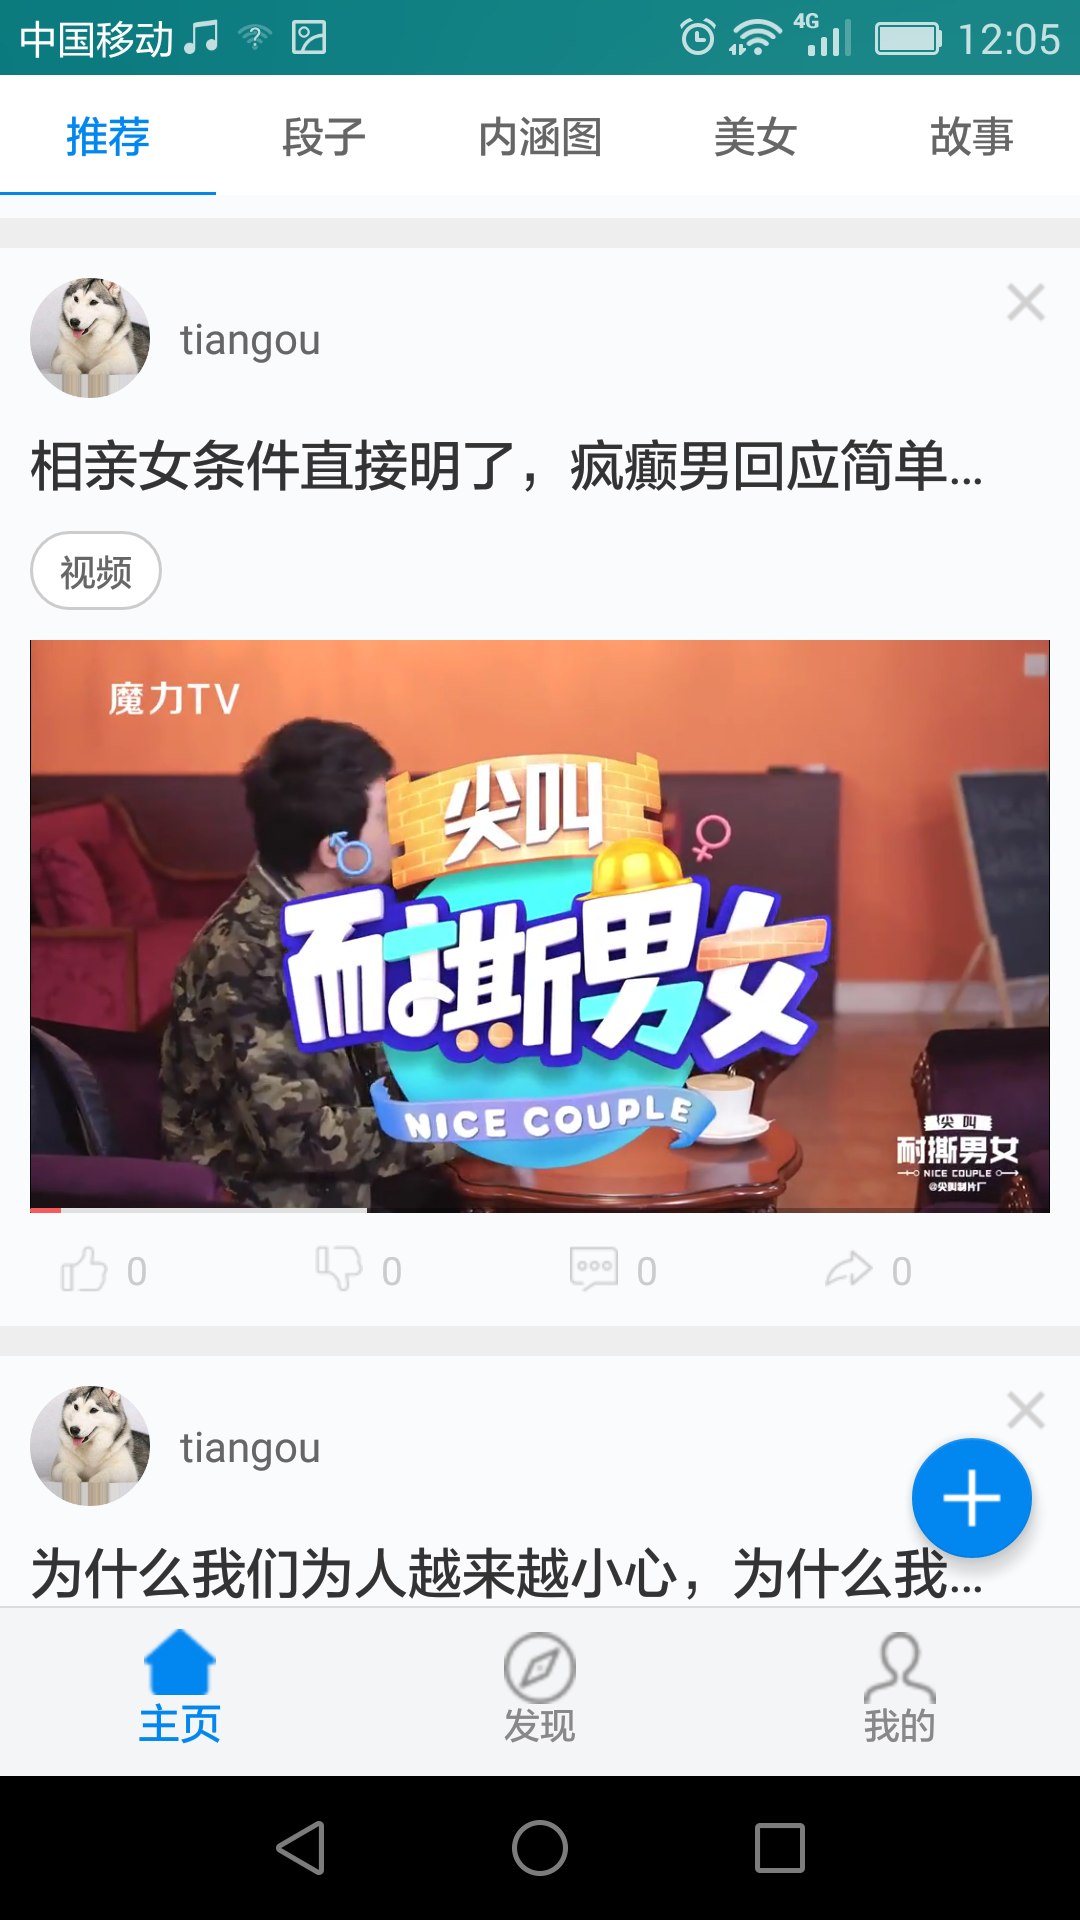 中国移动 4G 12:05
推荐 段子 内涵图 美女 故事
tiangou
相亲女条件直接明了，疯癫男回应简单...
视频
魔力TV
尖叫
耐撕男女
NICE COUPLE
尖叫
耐撕男女
NICE COUPLE
@尖叫制片厂
0 0 0 0
tiangou
为什么我们为人越来越小心，为什么我...
主页 发现 我的